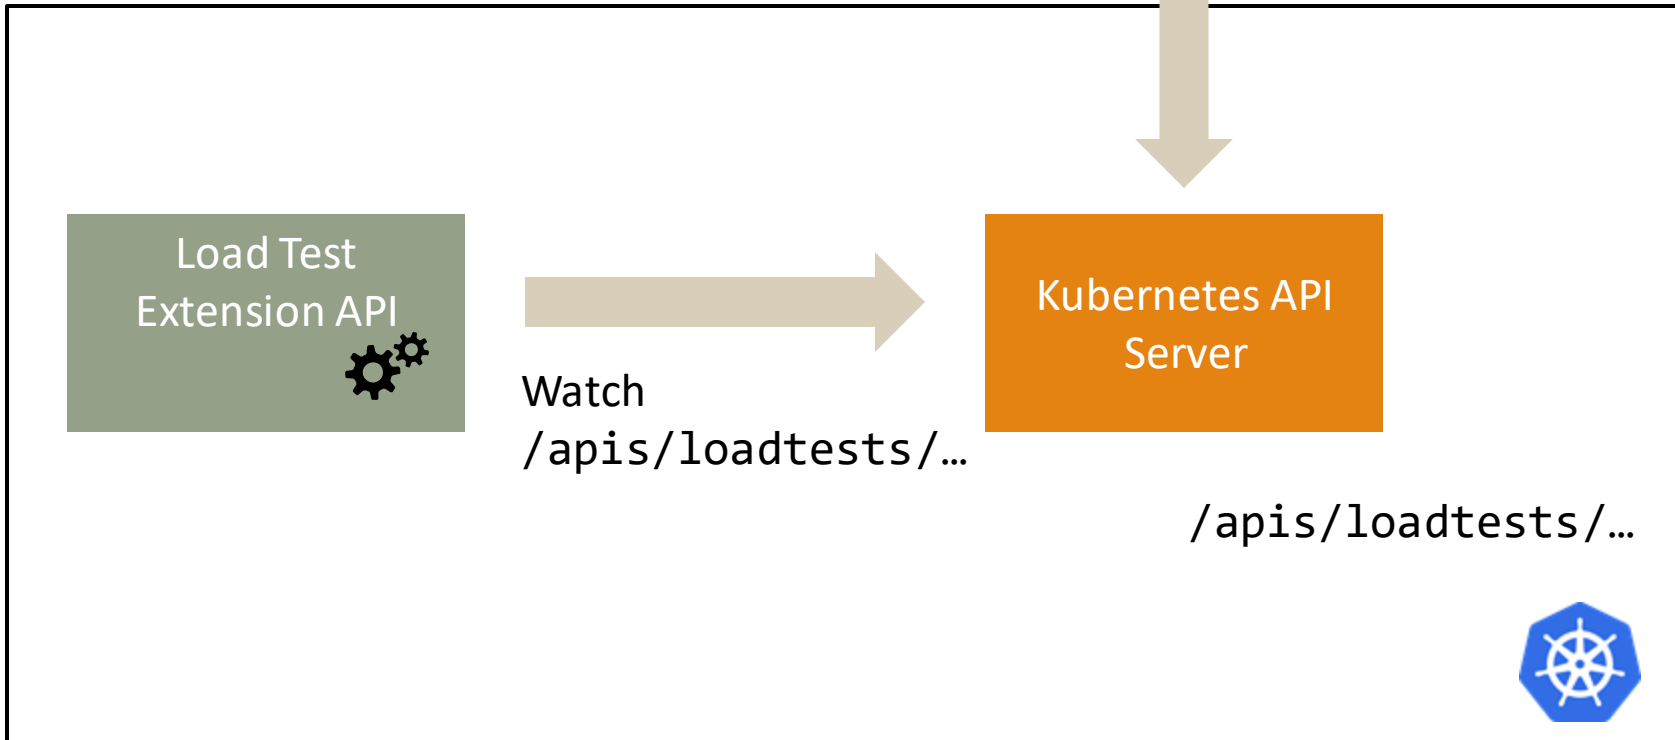 Load Test
Extension API
Kubernetes API
Server
Watch
/apis/loadtests/…
/apis/loadtests/…